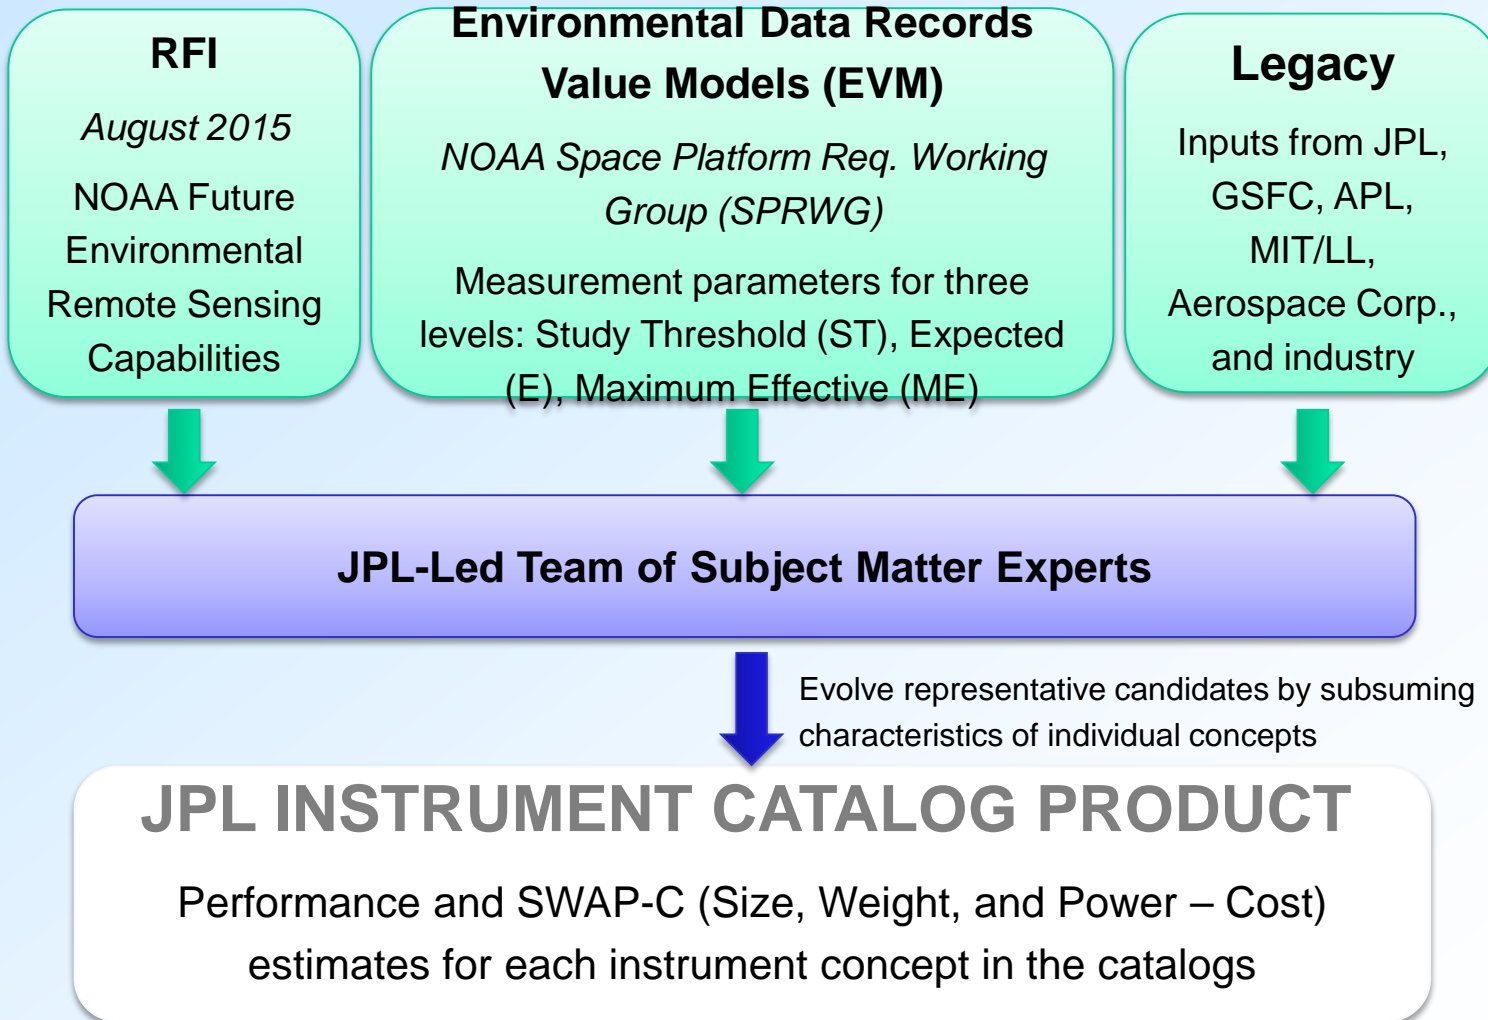 RFI
August 2015
NOAA Future
Environmental
Remote Sensing
Capabilities
Environmental Data Records
Value Models (EVM)
NOAA Space Platform Req. Working
Group (SPRWG)
Measurement parameters for three
levels: Study Threshold (ST), Expected
(E), Maximum Effective (ME)
Legacy
Inputs from JPL,
GSFC, APL,
MIT/LL,
Aerospace Corp.,
and industry
JPL-Led Team of Subject Matter Experts
Evolve representative candidates by subsuming
characteristics of individual concepts
JPL INSTRUMENT CATALOG PRODUCT
Performance and SWAP-C (Size, Weight, and Power – Cost)
estimates for each instrument concept in the catalogs